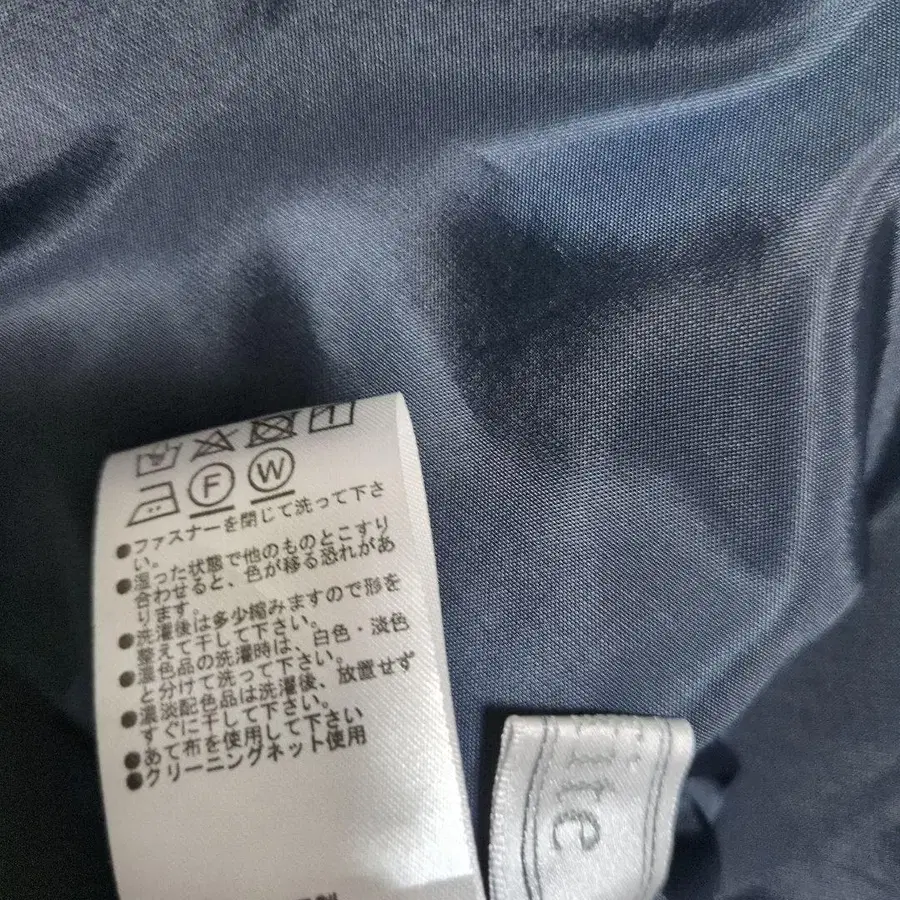 F W
●ファスナーを閉じて洗って下さ
い。
●湿った状態で他のものとこすり
合わせると、色が移る恐れがあ
ります。
●洗濯後は多少縮みますので形を
整えて干して下さい。
●濃色品の洗濯時は、白色・淡色
と分けて洗って下さい。
●濃淡配色品は洗濯後、放置せず
すぐに干して下さい。
●あて布を使用して下さい
●クリーニングネット使用